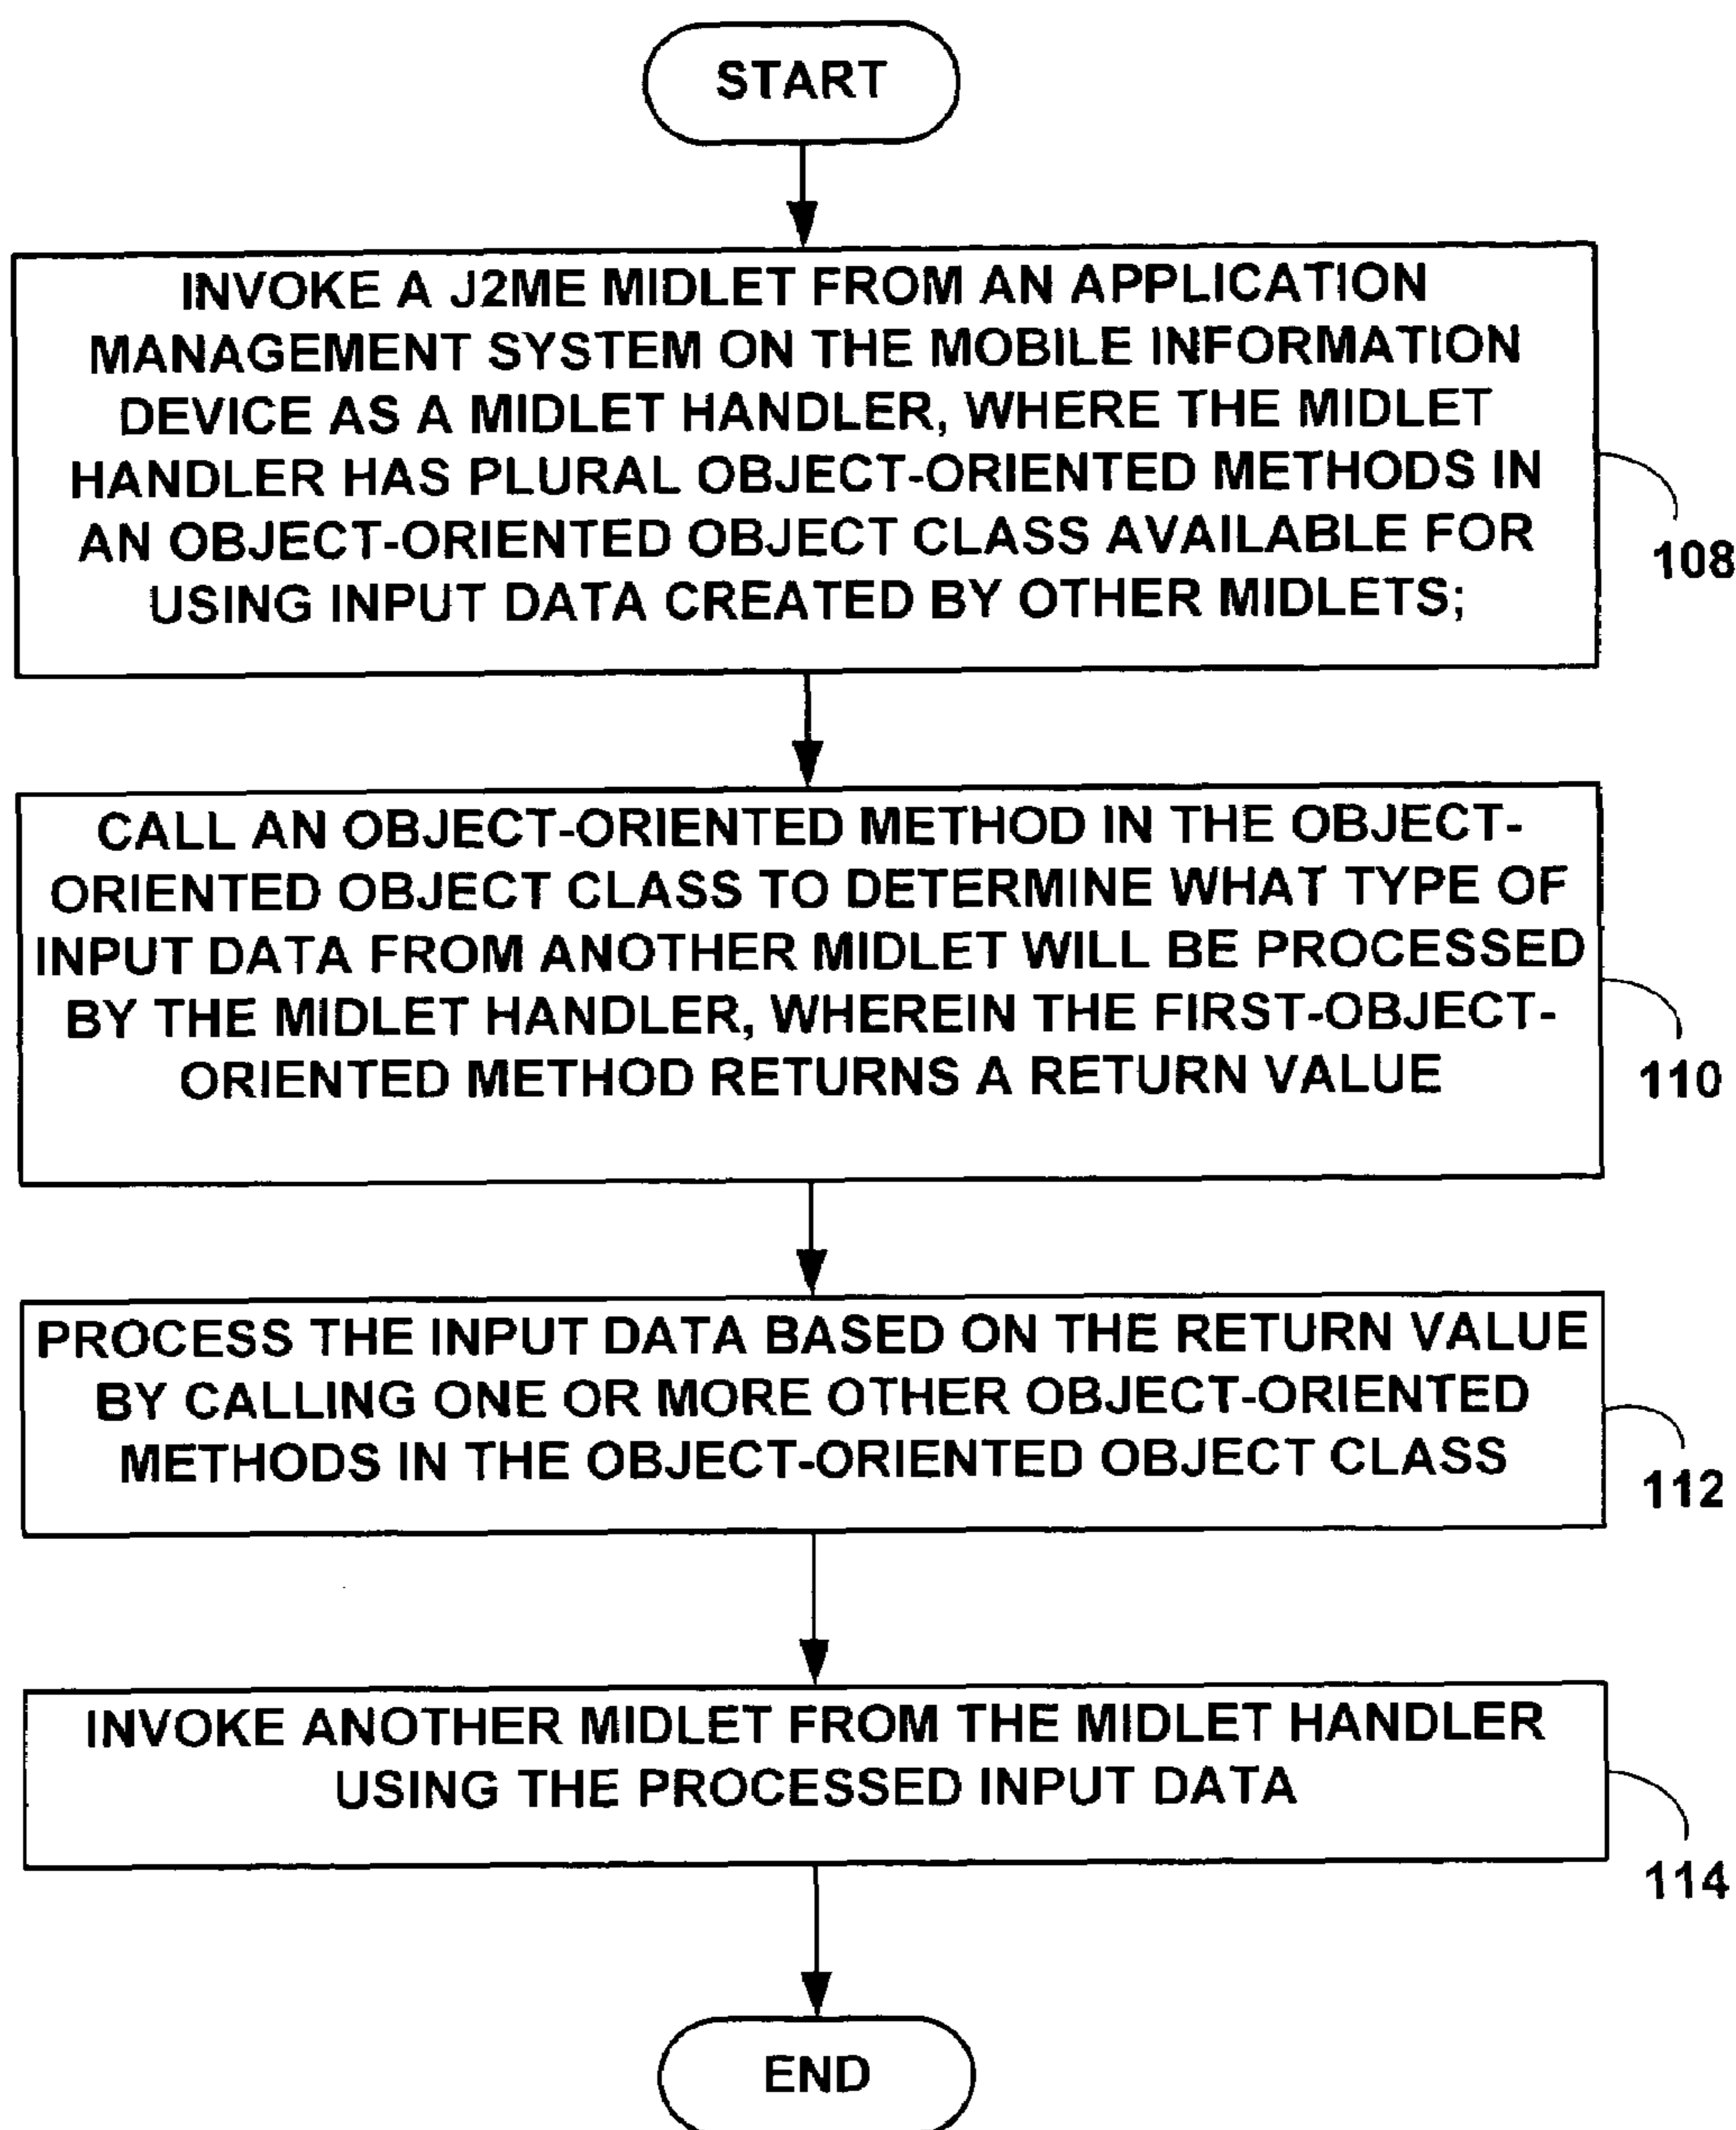 START
INVOKE A J2ME MIDLET FROM AN APPLICATION
MANAGEMENT SYSTEM ON THE MOBILE INFORMATION
DEVICE AS A MIDLET HANDLER, WHERE THE MIDLET
HANDLER HAS PLURAL OBJECT-ORIENTED METHODS IN
AN OBJECT-ORIENTED OBJECT CLASS AVAILABLE FOR
USING INPUT DATA CREATED BY OTHER MIDLETS;
108
CALL AN OBJECT-ORIENTED METHOD IN THE OBJECT-
ORIENTED OBJECT CLASS TO DETERMINE WHAT TYPE OF
INPUT DATA FROM ANOTHER MIDLET WILL BE PROCESSED
BY THE MIDLET HANDLER, WHEREIN THE FIRST-OBJECT-
ORIENTED METHOD RETURNS A RETURN VALUE
110
PROCESS THE INPUT DATA BASED ON THE RETURN VALUE
BY CALLING ONE OR MORE OTHER OBJECT-ORIENTED
METHODS IN THE OBJECT-ORIENTED OBJECT CLASS
112
INVOKE ANOTHER MIDLET FROM THE MIDLET HANDLER
USING THE PROCESSED INPUT DATA
114
END